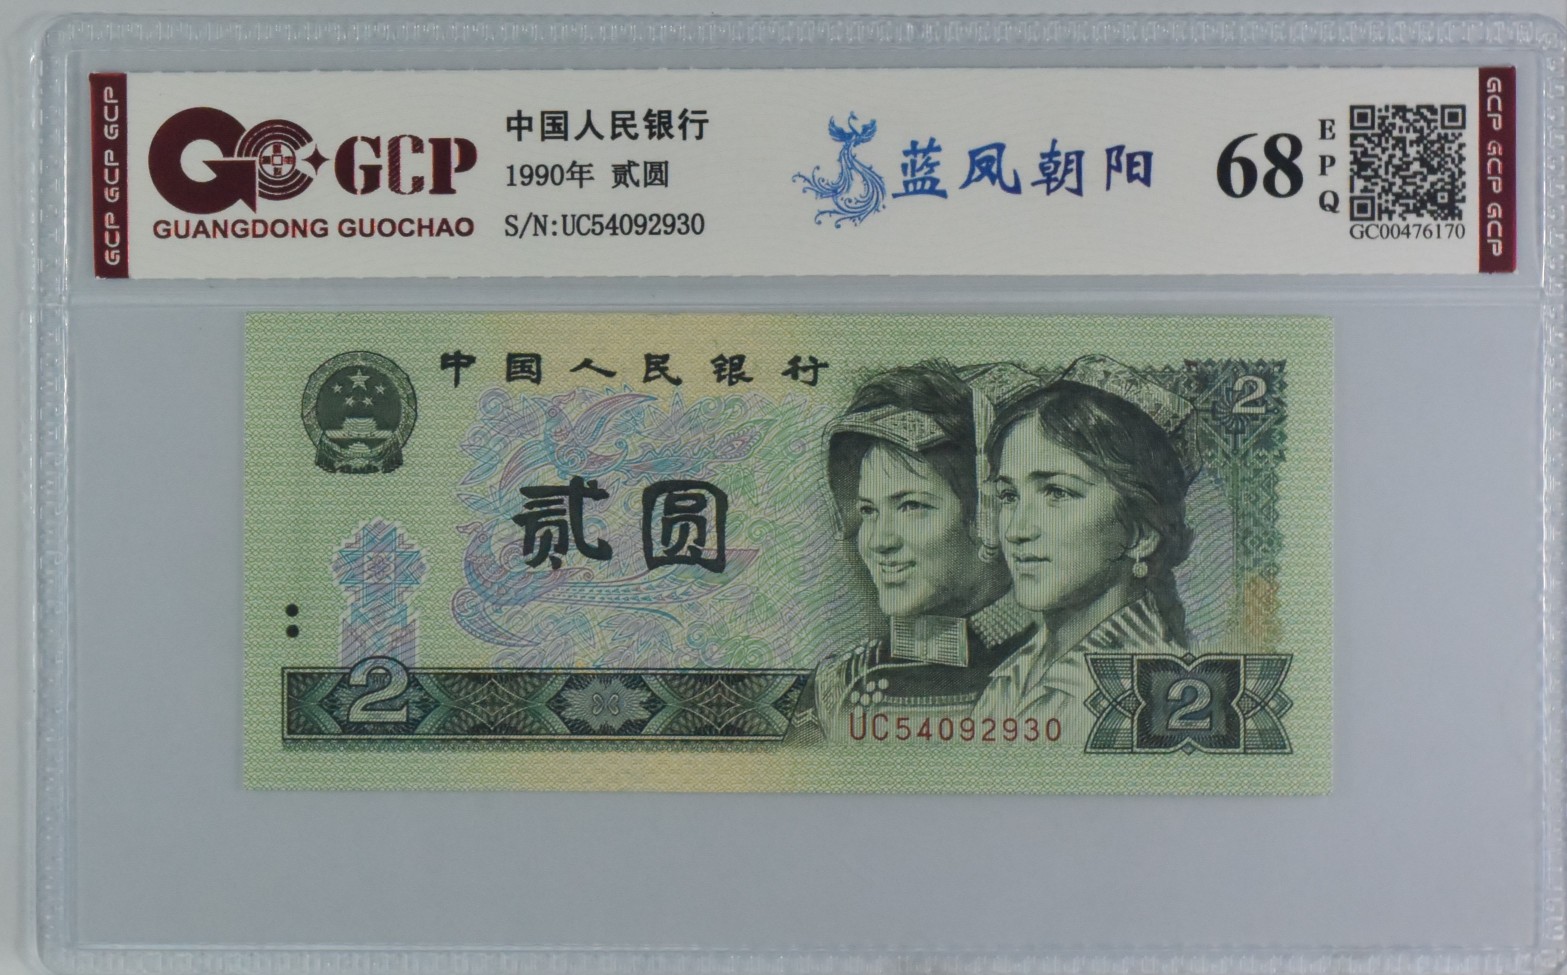 GCP GCP GCP
GCP
GUANGDONG GUOCHAO
中国人民银行
1990年 贰圆
S/N:UC54092930
蓝凤朝阳
68
EPQ
GC00476170
GCP GCP GCP
中国人民银行
2
贰圆
2
UC54092930
2